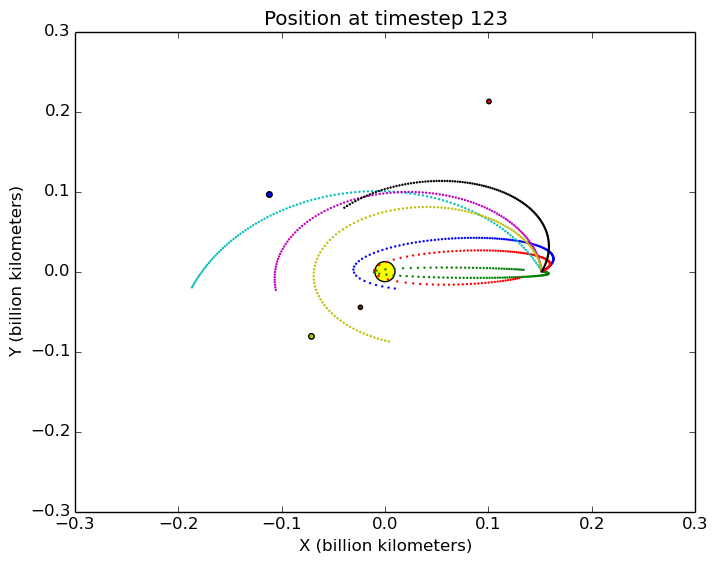 Position at timestep 123
0.3
0.2
0.1
0.0
−0.1
−0.2
−0.3
Y (billion kilometers)
−0.3 −0.2 −0.1 0.0 0.1 0.2 0.3
X (billion kilometers)